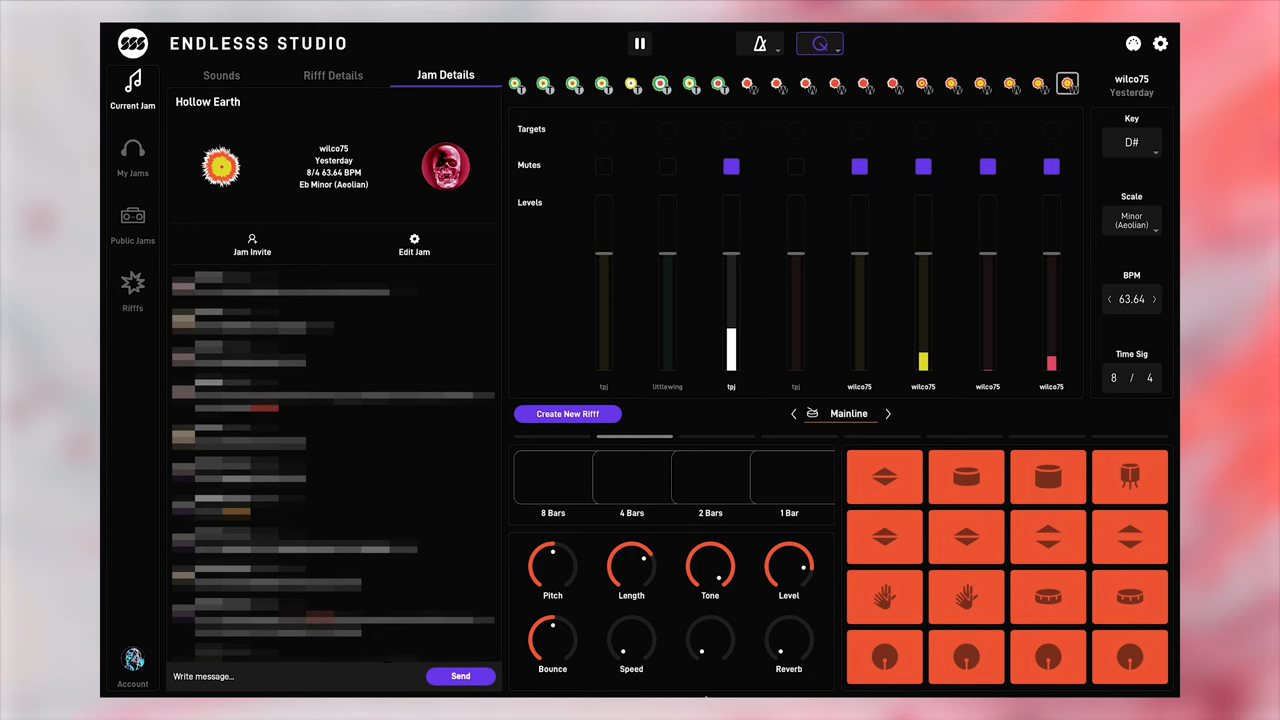 ENDLESSS STUDIO
Current Jam
My Jams
Public Jams
Rifffs
Account
Sounds
Rifff Details
Jam Details
Hollow Earth
wilco75
Yesterday
8/4 63.64 BPM
Eb Minor (Aeolian)
Jam Invite
Edit Jam
Write message...
Send
wilco75
Yesterday
Targets
Mutes
Levels
tpj
littlewing
tpj
tpj
wilco75
wilco75
wilco75
wilco75
Key
D#
Scale
Minor
(Aeolian)
BPM
63.64
Time Sig
8 / 4
Create New Rifff
Mainline
8 Bars
4 Bars
2 Bars
1 Bar
Pitch
Length
Tone
Level
Bounce
Speed
Reverb